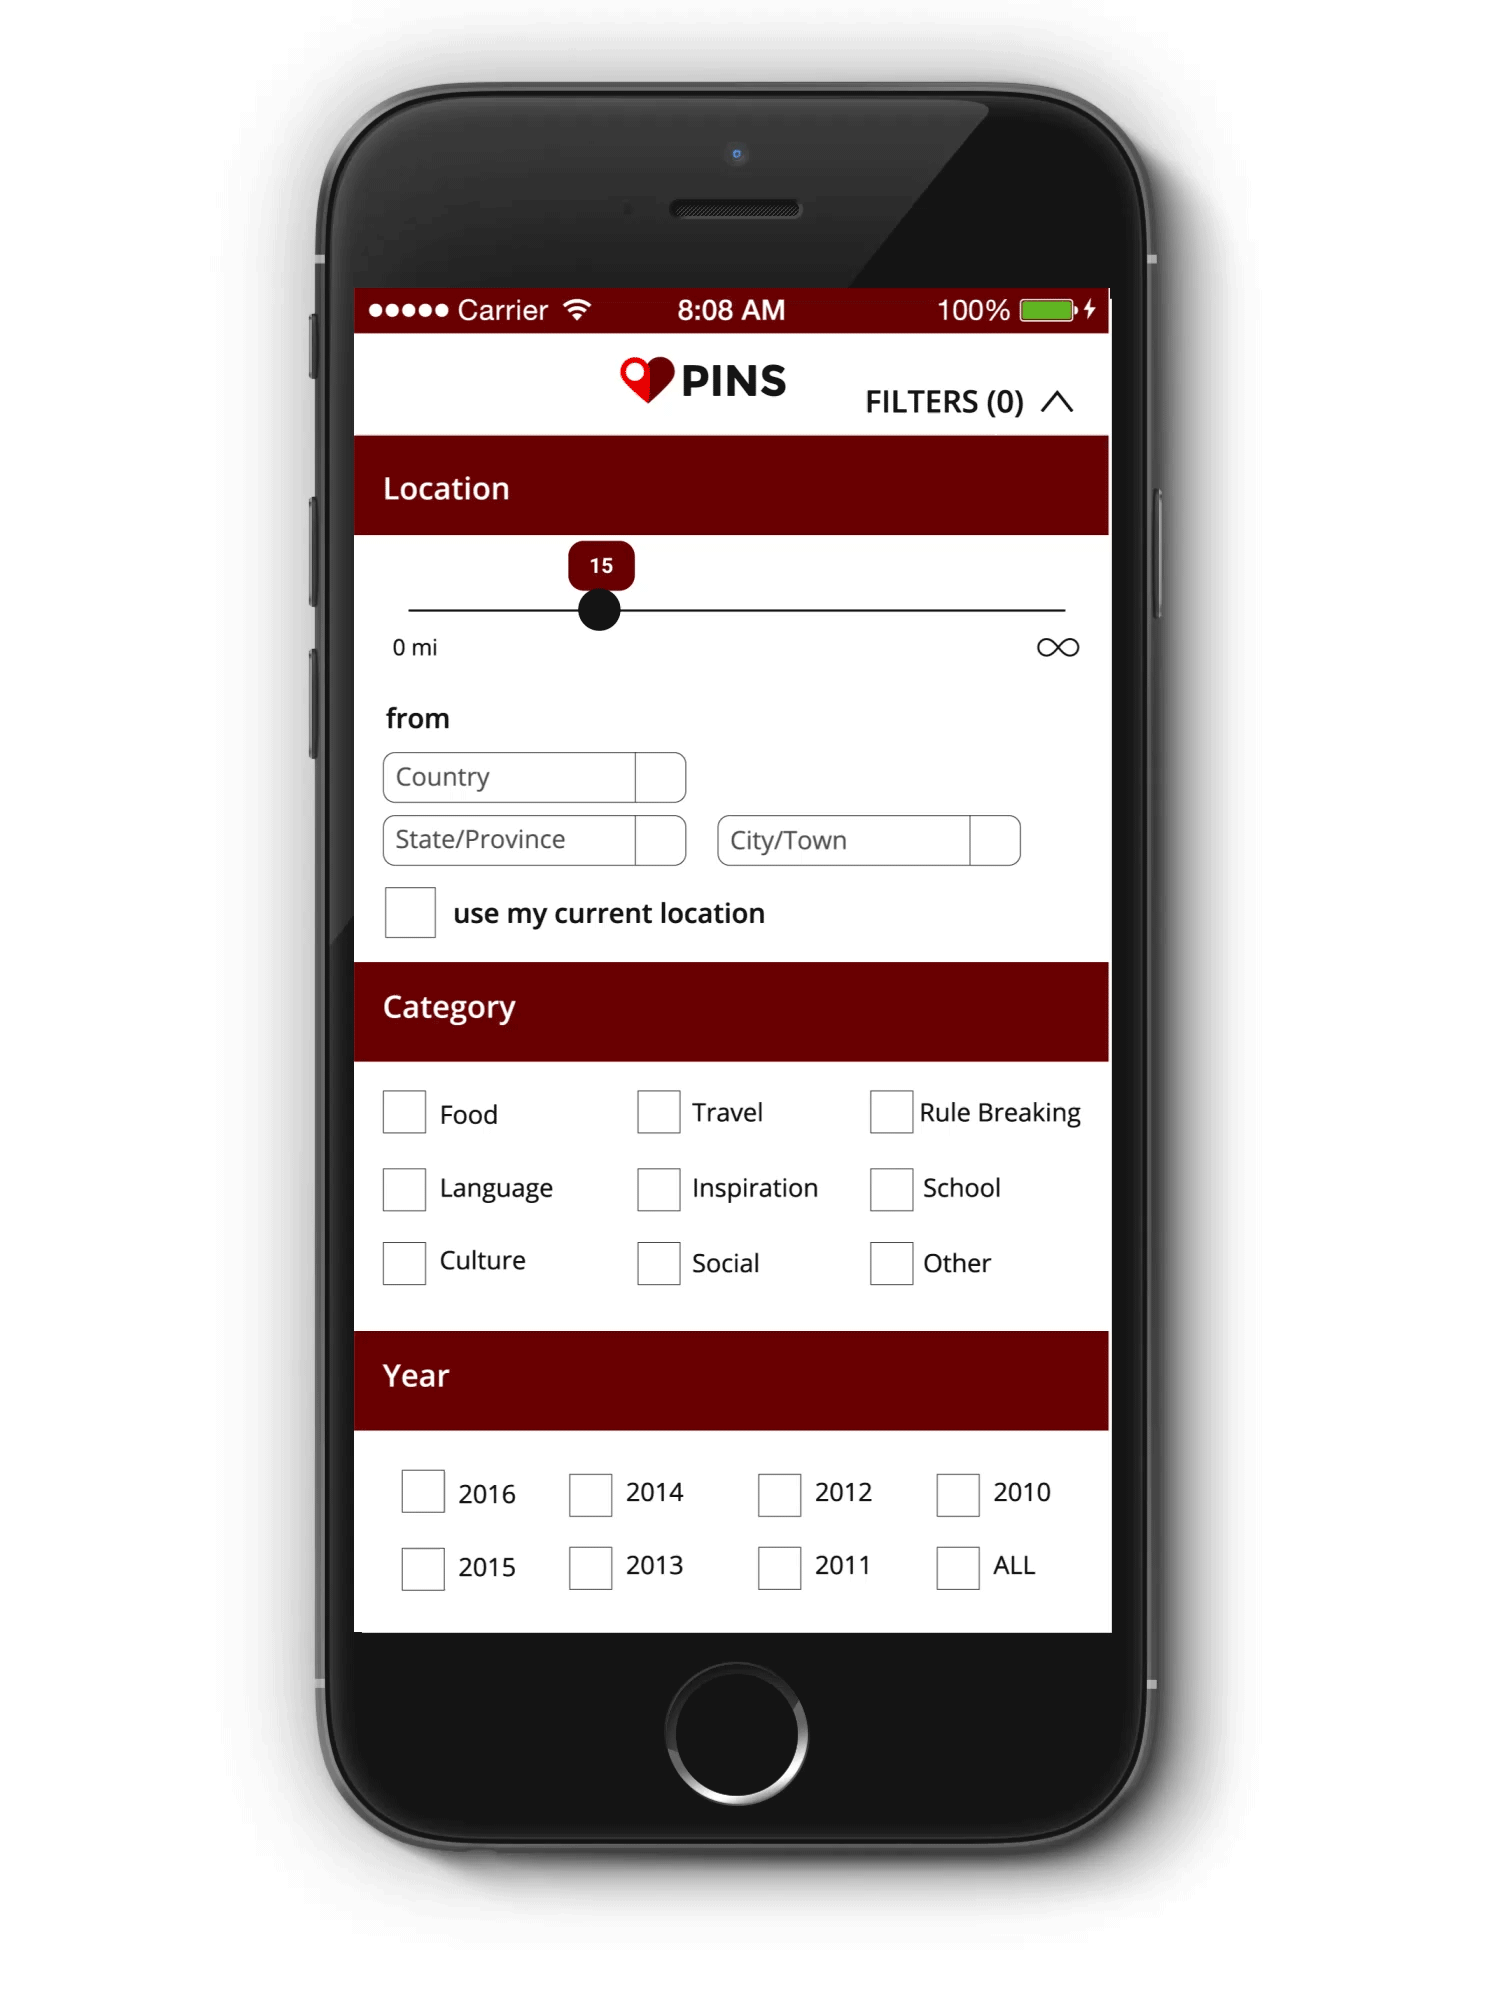 Carrier 8:08 AM 100%
PINS
FILTERS (0)
Location
15
0 mi ∞
from
Country
State/Province City/Town
use my current location
Category
Food Travel Rule Breaking
Language Inspiration School
Culture Social Other
Year
2016 2014 2012 2010
2015 2013 2011 ALL